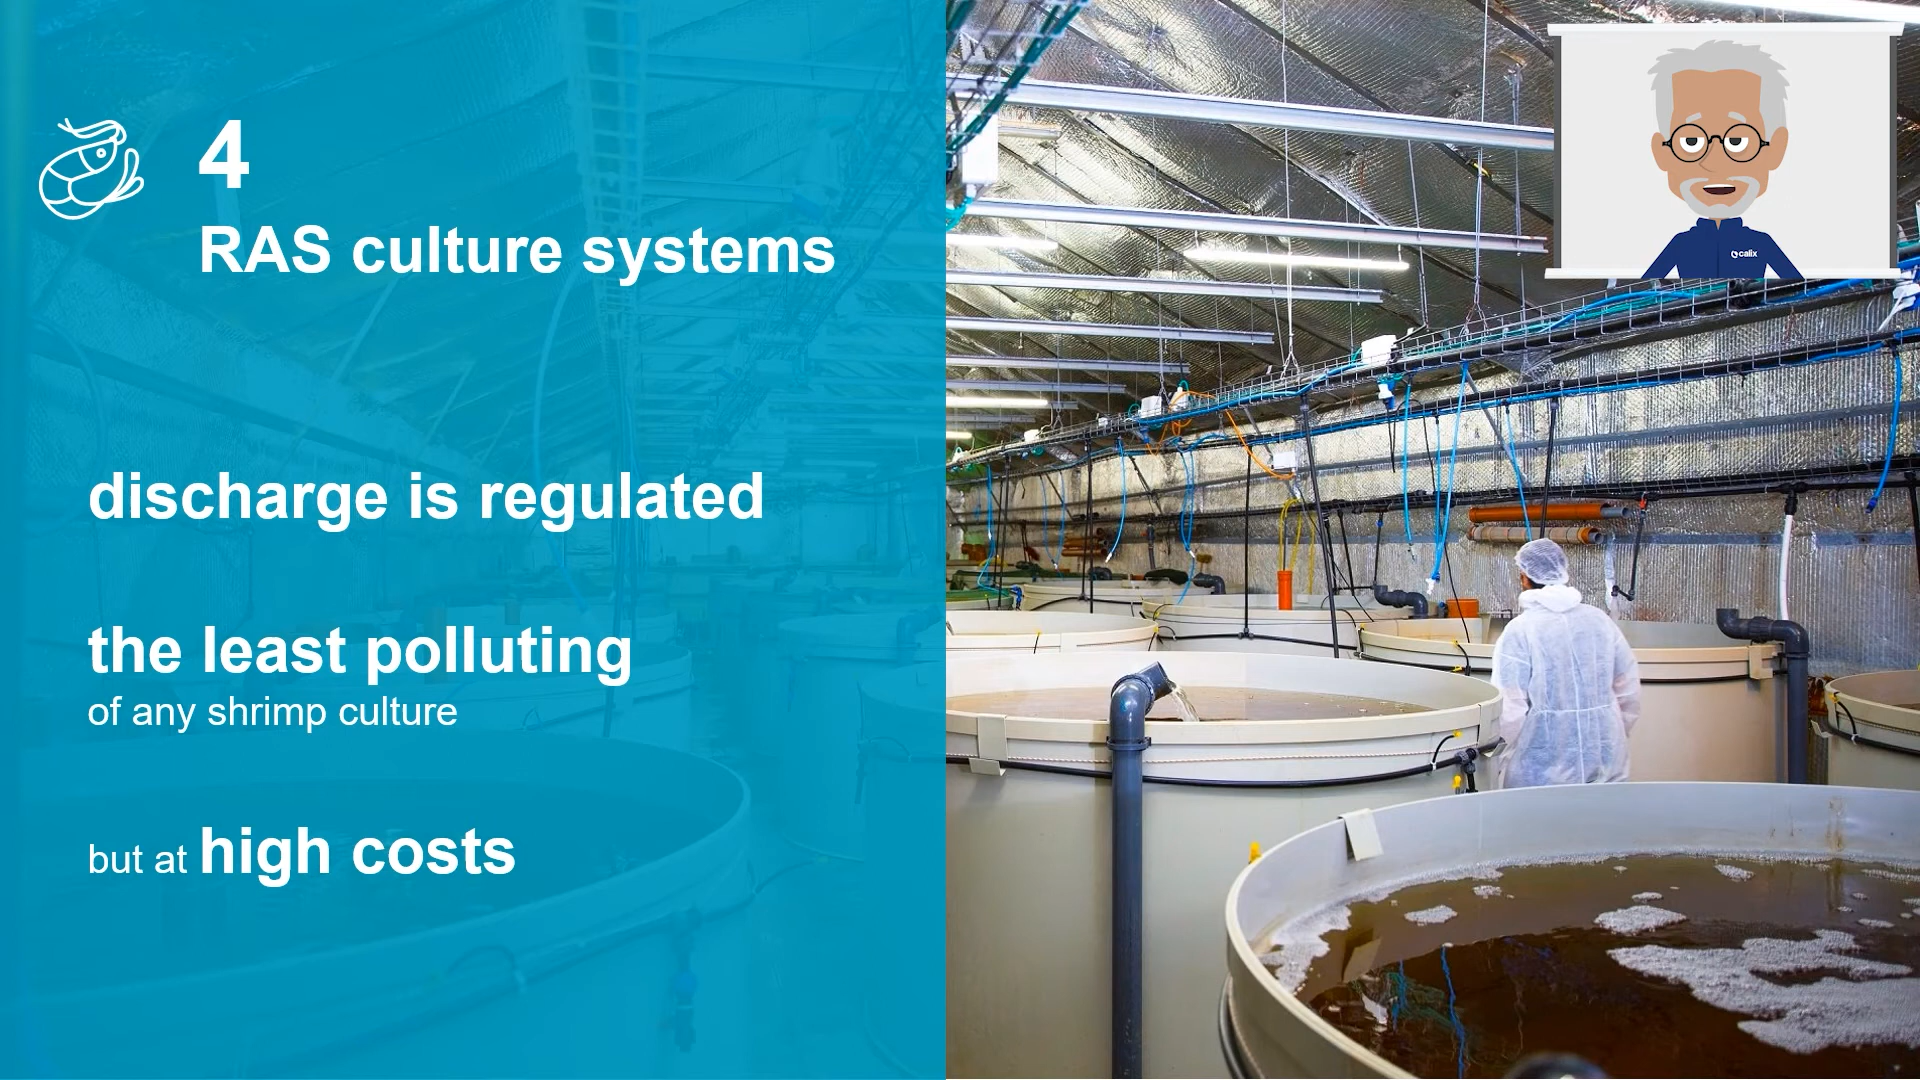 4
RAS culture systems
discharge is regulated
the least polluting
of any shrimp culture
but at high costs
calix